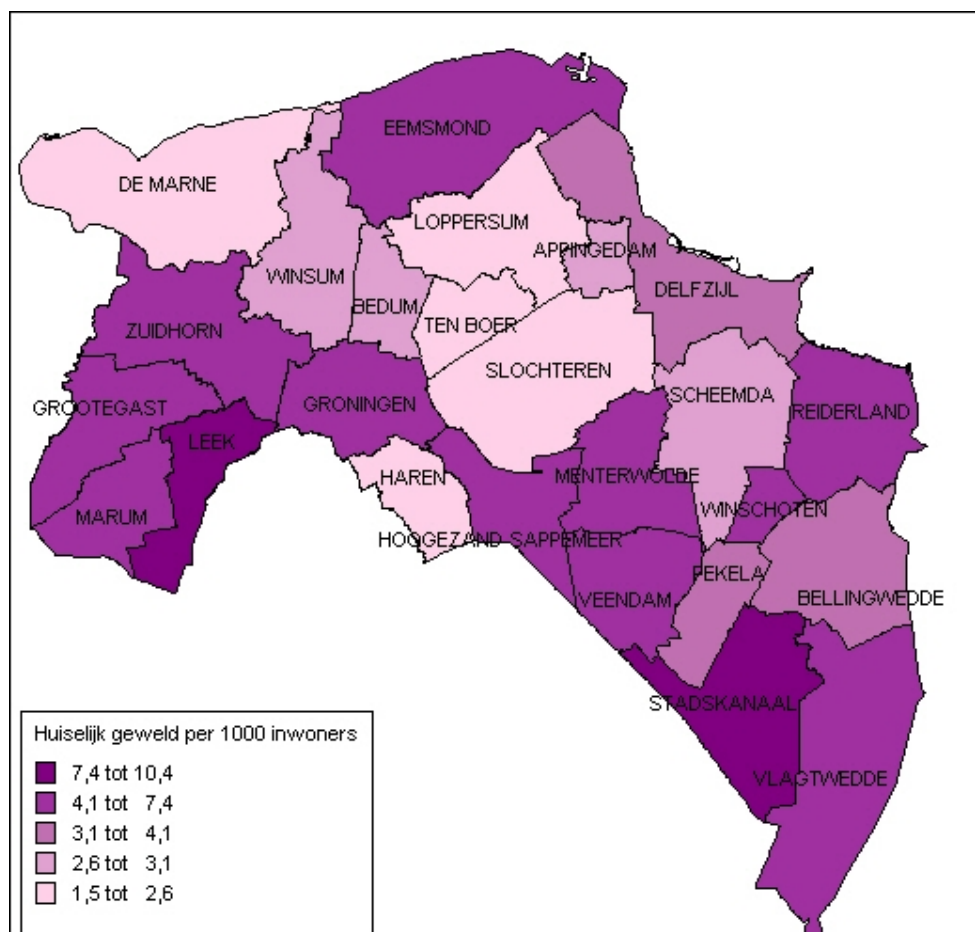 EEMSMOND
DE MARNE
LOPPERSUM
APPINGEDAM
WINSUM
DELFZIJL
BEDUM
TEN BOER
ZUIDHORN
SLOCHTEREN
SCHEEMDA
GROOTEGAST
GRONINGEN
REIDERLAND
LEEK
HAREN
MENTERWOLDE
WINSCHOTEN
MARUM
HOOGEZAND-SAPPEMEER
PEKELA
VEENDAM
BELLINGWEDDE
STADSKANAAL
VLAGTWEDDE
Huiselijk geweld per 1000 inwoners
7,4 tot 10,4
4,1 tot 7,4
3,1 tot 4,1
2,6 tot 3,1
1,5 tot 2,6